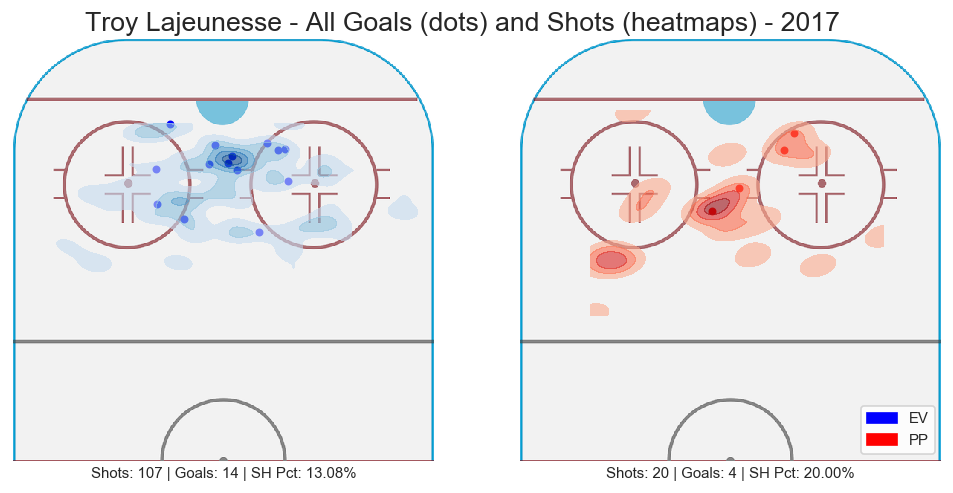 Troy Lajeunesse - All Goals (dots) and Shots (heatmaps) - 2017
EV
PP
Shots: 107 | Goals: 14 | SH Pct: 13.08%
Shots: 20 | Goals: 4 | SH Pct: 20.00%